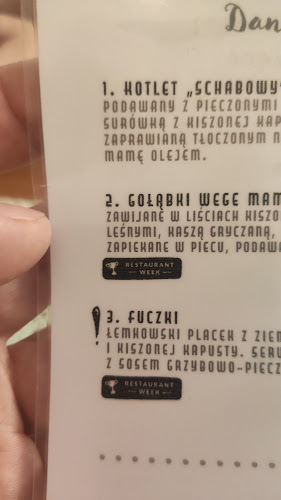 Dan
1. KOTLET „SCHABOWY"
PODAWANY Z PIECZONYMI
SURÓWKĄ Z KISZONEJ KAP
ZAPRAWIANĄ TŁOCZONYM N
MAMĘ OLEJEM.
2. GOŁĄBKI WEGE MAM
ZAWIJANE W LIŚCIACH KISZO
LEŚNYMI, KASZĄ GRYCZANĄ,
ZAPIEKANE W PIECU, PODAWA
RESTAURANT
WEEK
! 3. FUCZKI
ŁEMKOWSKI PLACEK Z ZIEM
I KISZONEJ KAPUSTY. SERW
Z SOSEM GRZYBOWO-PIECZ
RESTAURANT
WEEK